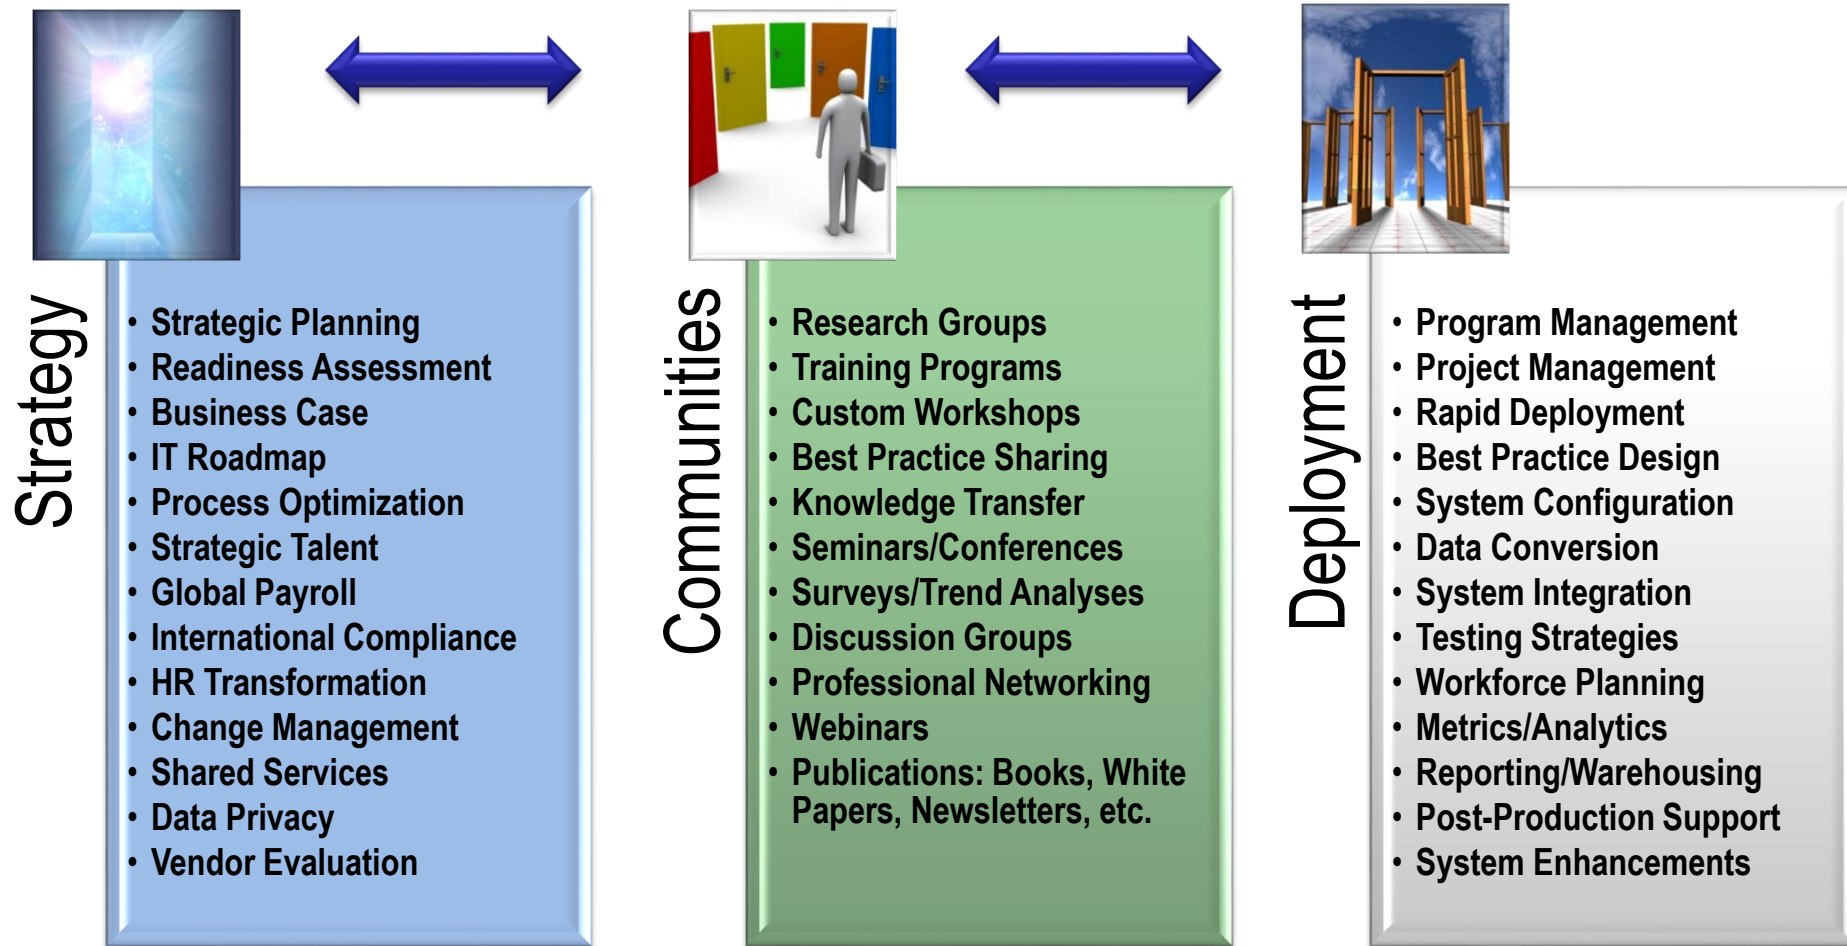 Strategy
• Strategic Planning
• Readiness Assessment
• Business Case
• IT Roadmap
• Process Optimization
• Strategic Talent
• Global Payroll
• International Compliance
• HR Transformation
• Change Management
• Shared Services
• Data Privacy
• Vendor Evaluation
Communities
• Research Groups
• Training Programs
• Custom Workshops
• Best Practice Sharing
• Knowledge Transfer
• Seminars/Conferences
• Surveys/Trend Analyses
• Discussion Groups
• Professional Networking
• Webinars
• Publications: Books, White
Papers, Newsletters, etc.
Deployment
• Program Management
• Project Management
• Rapid Deployment
• Best Practice Design
• System Configuration
• Data Conversion
• System Integration
• Testing Strategies
• Workforce Planning
• Metrics/Analytics
• Reporting/Warehousing
• Post-Production Support
• System Enhancements